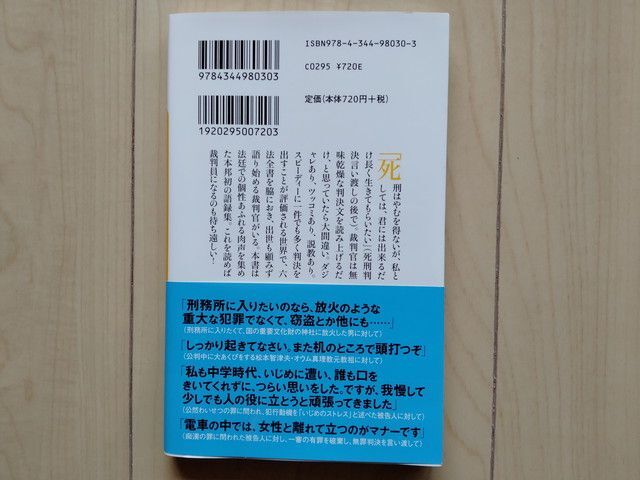 ISBN978-4-344-98030-3
C0295 ¥720E
定価(本体720円＋税)
9784344980303
1920295007203
「死刑はやむを得ないが、私と
しては、君には出来るだ
け長く生きてもらいたい」(死刑判
決言い渡しの後で)。裁判官は無
味乾燥な判決文を読み上げるだ
け、と思っていたら大間違い。ダジ
ャレあり、ツッコミあり、説教あり。
スピーディーに一件でも多く判決を
出すことが評価される世界で、六
法全書を脇におき、出世も顧みず
語り始める裁判官がいる。本書は
法廷での個性あふれる肉声を集め
た本邦初の語録集。これを読めば
裁判員になるのも待ち遠しい!
「刑務所に入りたいのなら、放火のような
重大な犯罪でなくて、窃盗とか他にも……」
(刑務所に入りたくて、国の重要文化財の神社に放火した男に対して)
「しっかり起きてなさい。また机のところで頭打つぞ」
(公判中に大あくびをする松本智津夫・オウム真理教元教祖に対して)
「私も中学時代、いじめに遭い、誰も口を
きいてくれずに、つらい思いをした。ですが、我慢して
少しでも人の役に立とうと頑張ってきました」
(公然わいせつの罪に問われ、犯行動機を「いじめのストレス」と述べた被告人に対して)
「電車の中では、女性と離れて立つのがマナーです」
(痴漢の罪に問われた被告人に対し、一審の有罪を破棄し、無罪判決を言い渡して)